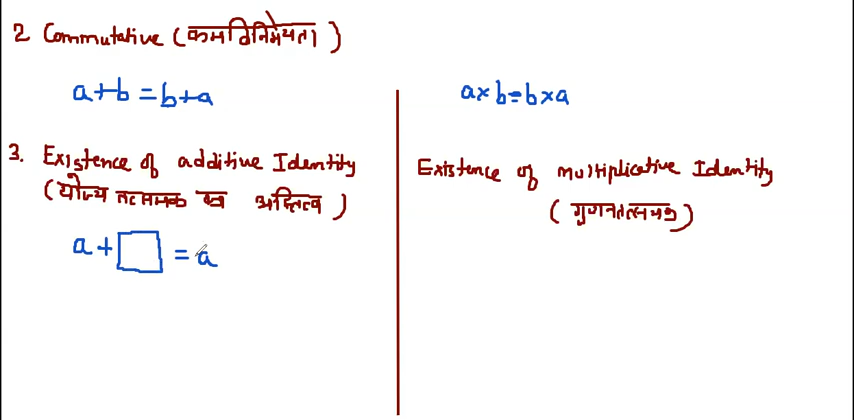 2 Commutative (क्रमविनिमेयता)
a+b=b+a
a×b=b×a
3. Existence of additive Identity
(योज्य तत्समक का अस्तित्व)
a+□=a
Existence of multiplicative Identity
(गुणनतत्समक)